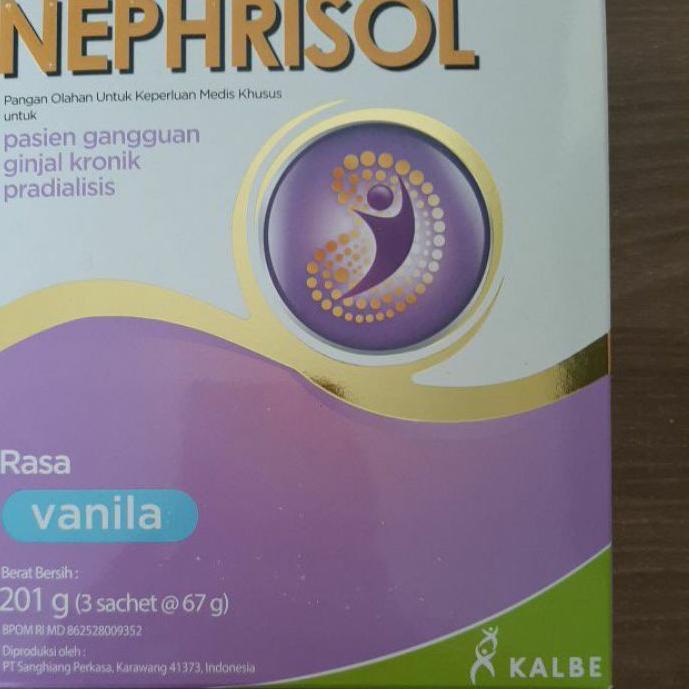 NEPHRISOL
Pangan Olahan Untuk Keperluan Medis Khusus
untuk
pasien gangguan
ginjal kronik
pradialisis
Rasa
vanila
Berat Bersih :
201 g (3 sachet @ 67 g)
BPOM RI MD 862528009352
Diproduksi oleh :
PT Sanghiang Perkasa, Karawang 41373, Indonesia
KALBE